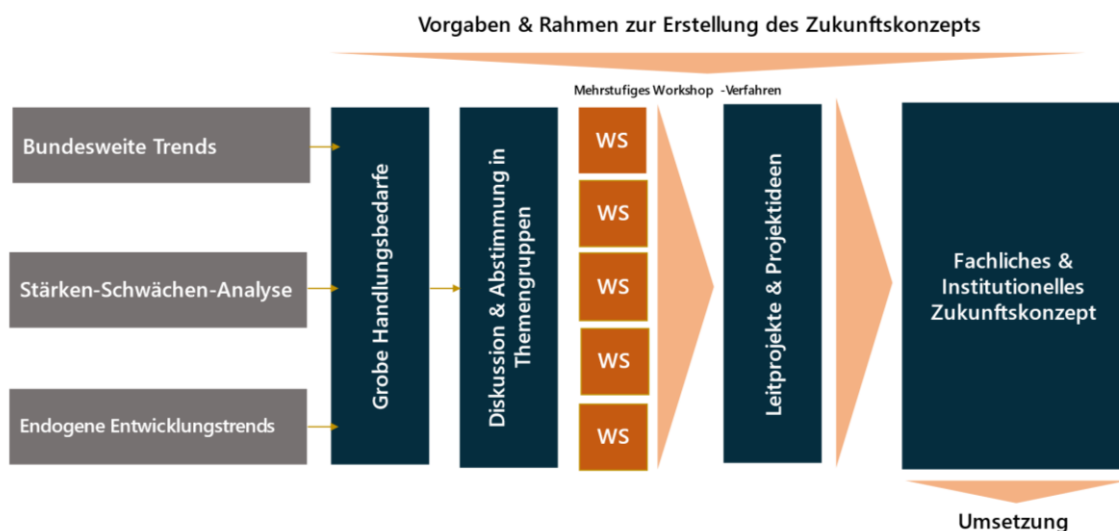 Vorgaben & Rahmen zur Erstellung des Zukunftskonzepts
Mehrstufiges Workshop -Verfahren
Bundesweite Trends
Stärken-Schwächen-Analyse
Endogene Entwicklungstrends
Grobe Handlungsbedarfe
Diskussion & Abstimmung in
Themengruppen
WS
WS
WS
WS
WS
Leitprojekte & Projektideen
Fachliches &
Institutionelles
Zukunftskonzept
Umsetzung